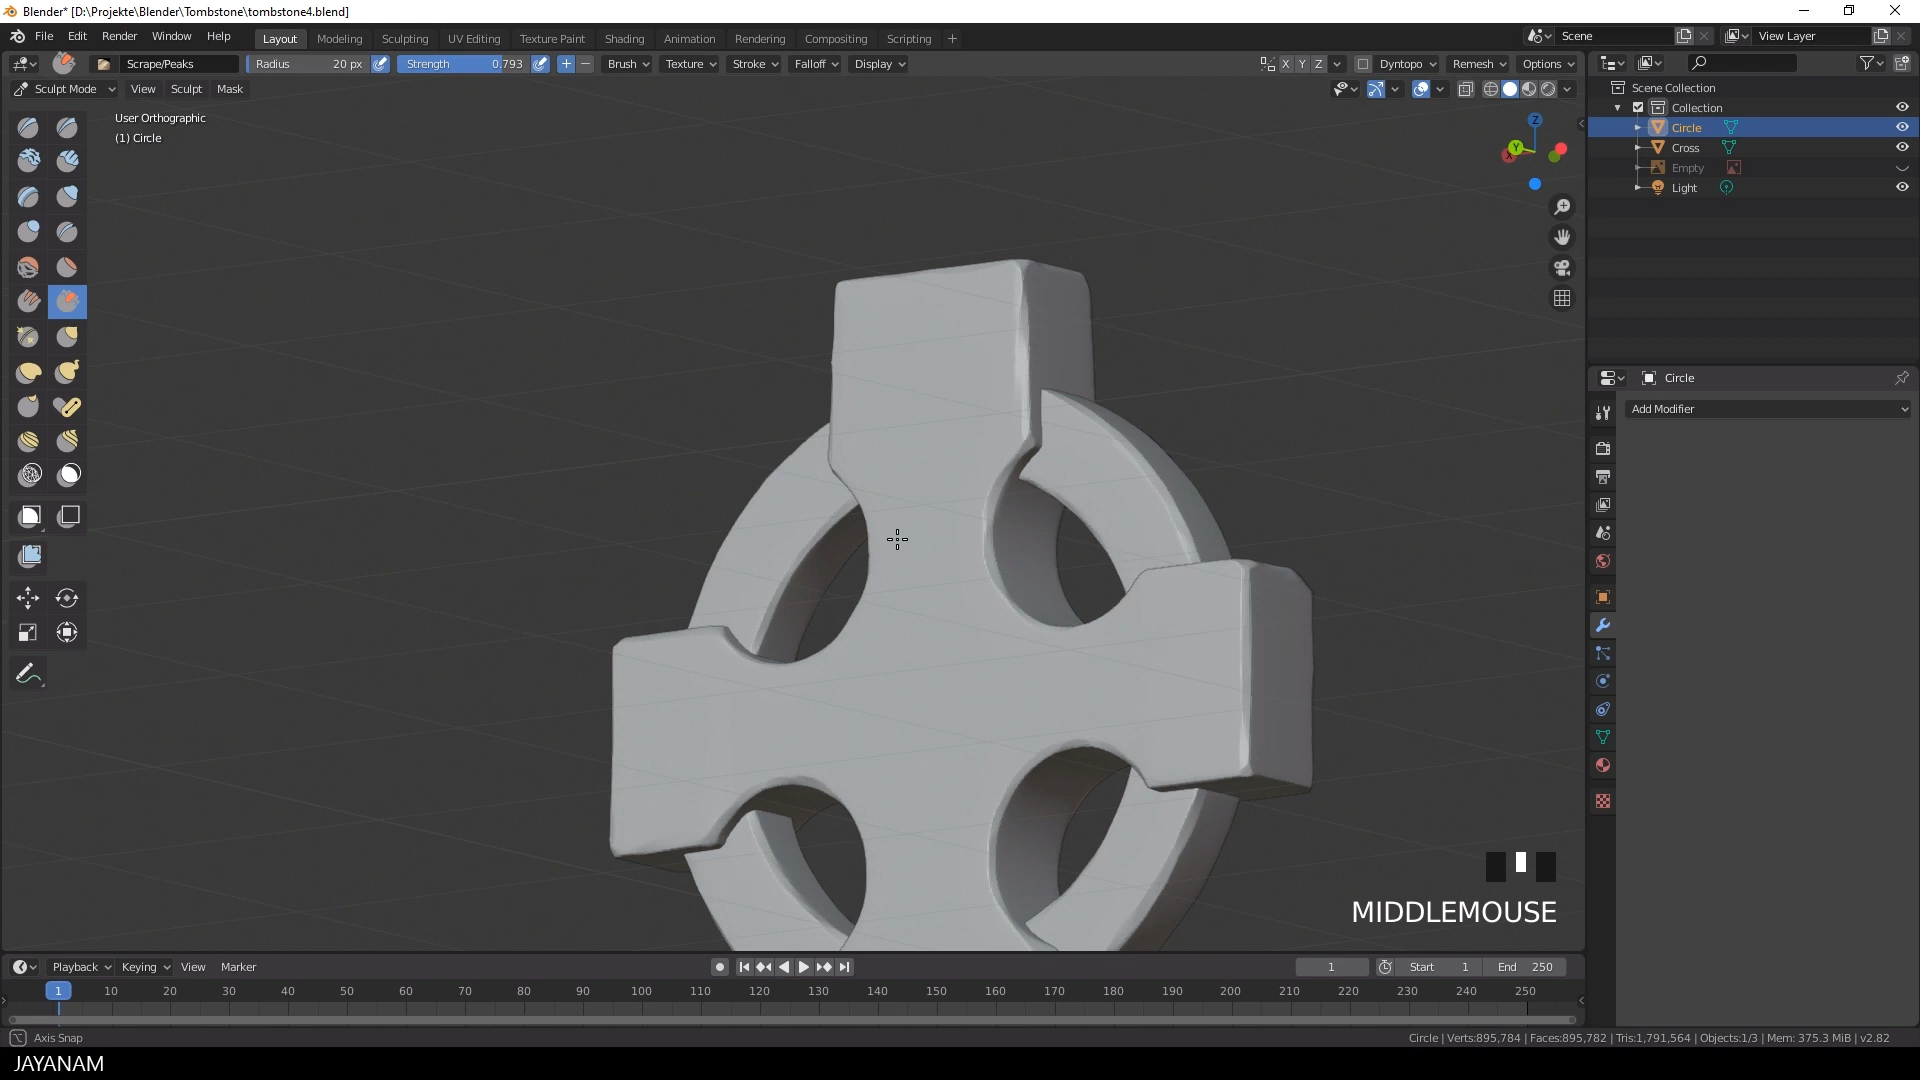 Blender* [D:\Projekte\Blender\Tombstone\tombstone4.blend]
File Edit Render Window Help Layout Modeling Sculpting UV Editing Texture Paint Shading Animation Rendering Compositing Scripting + Scene View Layer
Scrape/Peaks Radius 20 px Strength 0.793 Brush Texture Stroke Falloff Display X Y Z Dyntopo Remesh Options
Sculpt Mode View Sculpt Mask
Scene Collection
Collection
Circle
Cross
Empty
Light
User Orthographic
(1) Circle
Z
Y
X
Circle
Add Modifier
MIDDLEMOUSE
Playback Keying View Marker 1 Start 1 End 250
1 10 20 30 40 50 60 70 80 90 100 110 120 130 140 150 160 170 180 190 200 210 220 230 240 250
Axis Snap Circle | Verts:895,784 | Faces:895,782 | Tris:1,791,564 | Objects:1/3 | Mem: 375.3 MiB | v2.82
JAYANAM